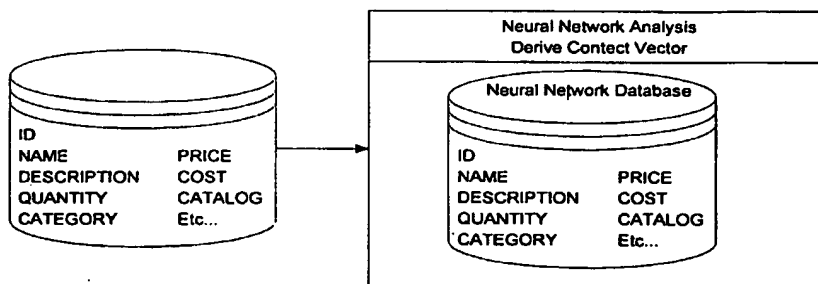 Neural Network Analysis
Derive Contect Vector
Neural Network Database
ID
NAME PRICE
DESCRIPTION COST
QUANTITY CATALOG
CATEGORY Etc...
ID
NAME PRICE
DESCRIPTION COST
QUANTITY CATALOG
CATEGORY Etc...